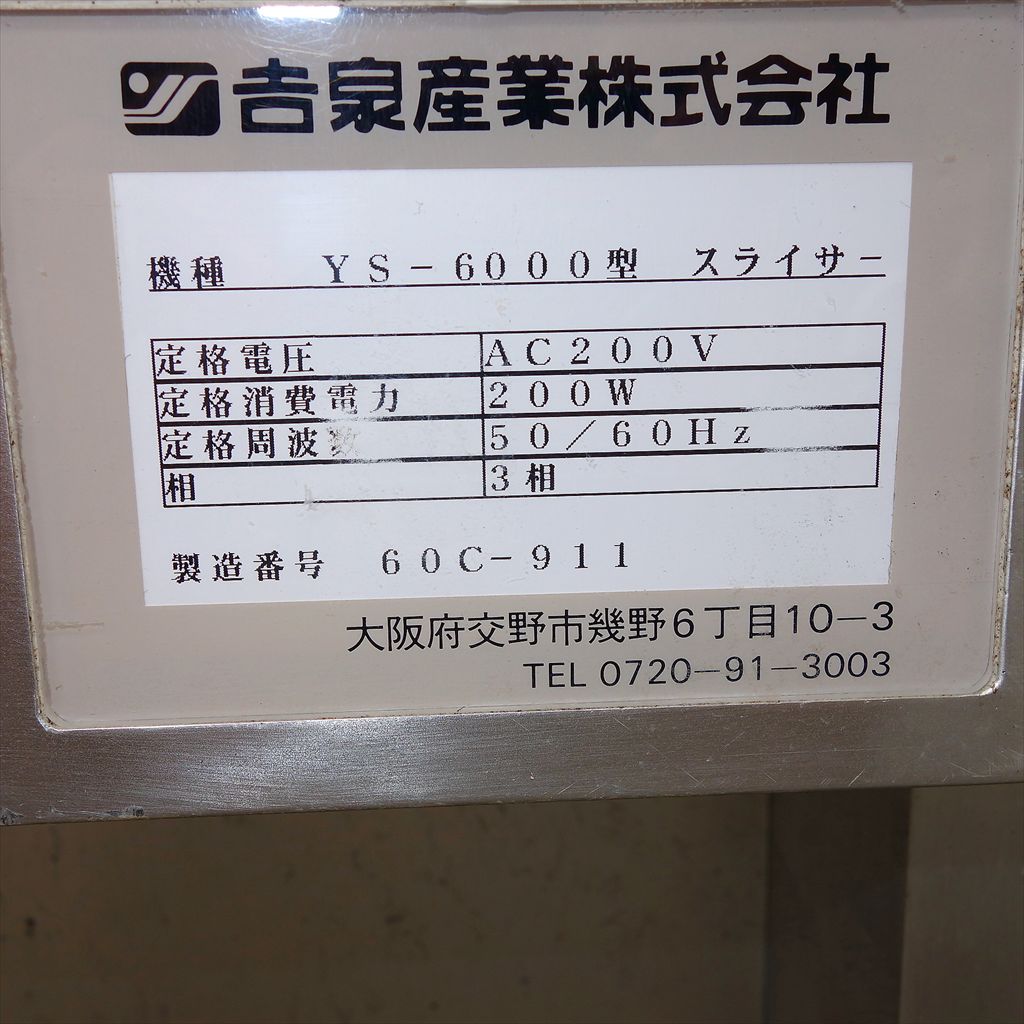 吉泉産業株式会社
機種 YS-6000型 スライサー
定格電圧 AC200V
定格消費電力 200W
定格周波数 50/60Hz
相 3相
製造番号 60C-911
大阪府交野市幾野6丁目10-3
TEL 0720-91-3003